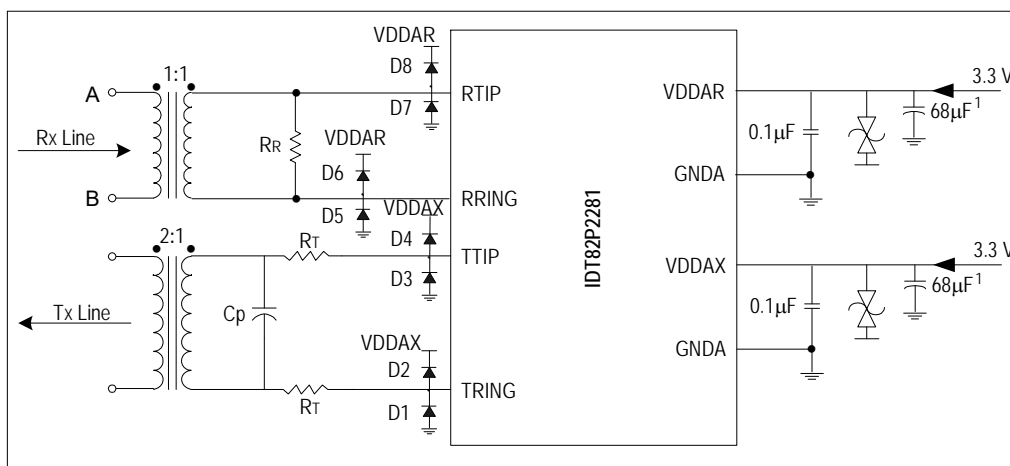 VDDAR
D8
1:1
A
RTIP
VDDAR
3.3 V
D7
68μF¹
Rx Line
RR
VDDAR
0.1μF
D6
GNDA
B
RRING
D5
VDDAX
IDT82P2281
2:1
RT
D4
TTIP
VDDAX
3.3 V
D3
68μF¹
Tx Line
Cp
VDDAX
0.1μF
D2
GNDA
TRING
RT
D1